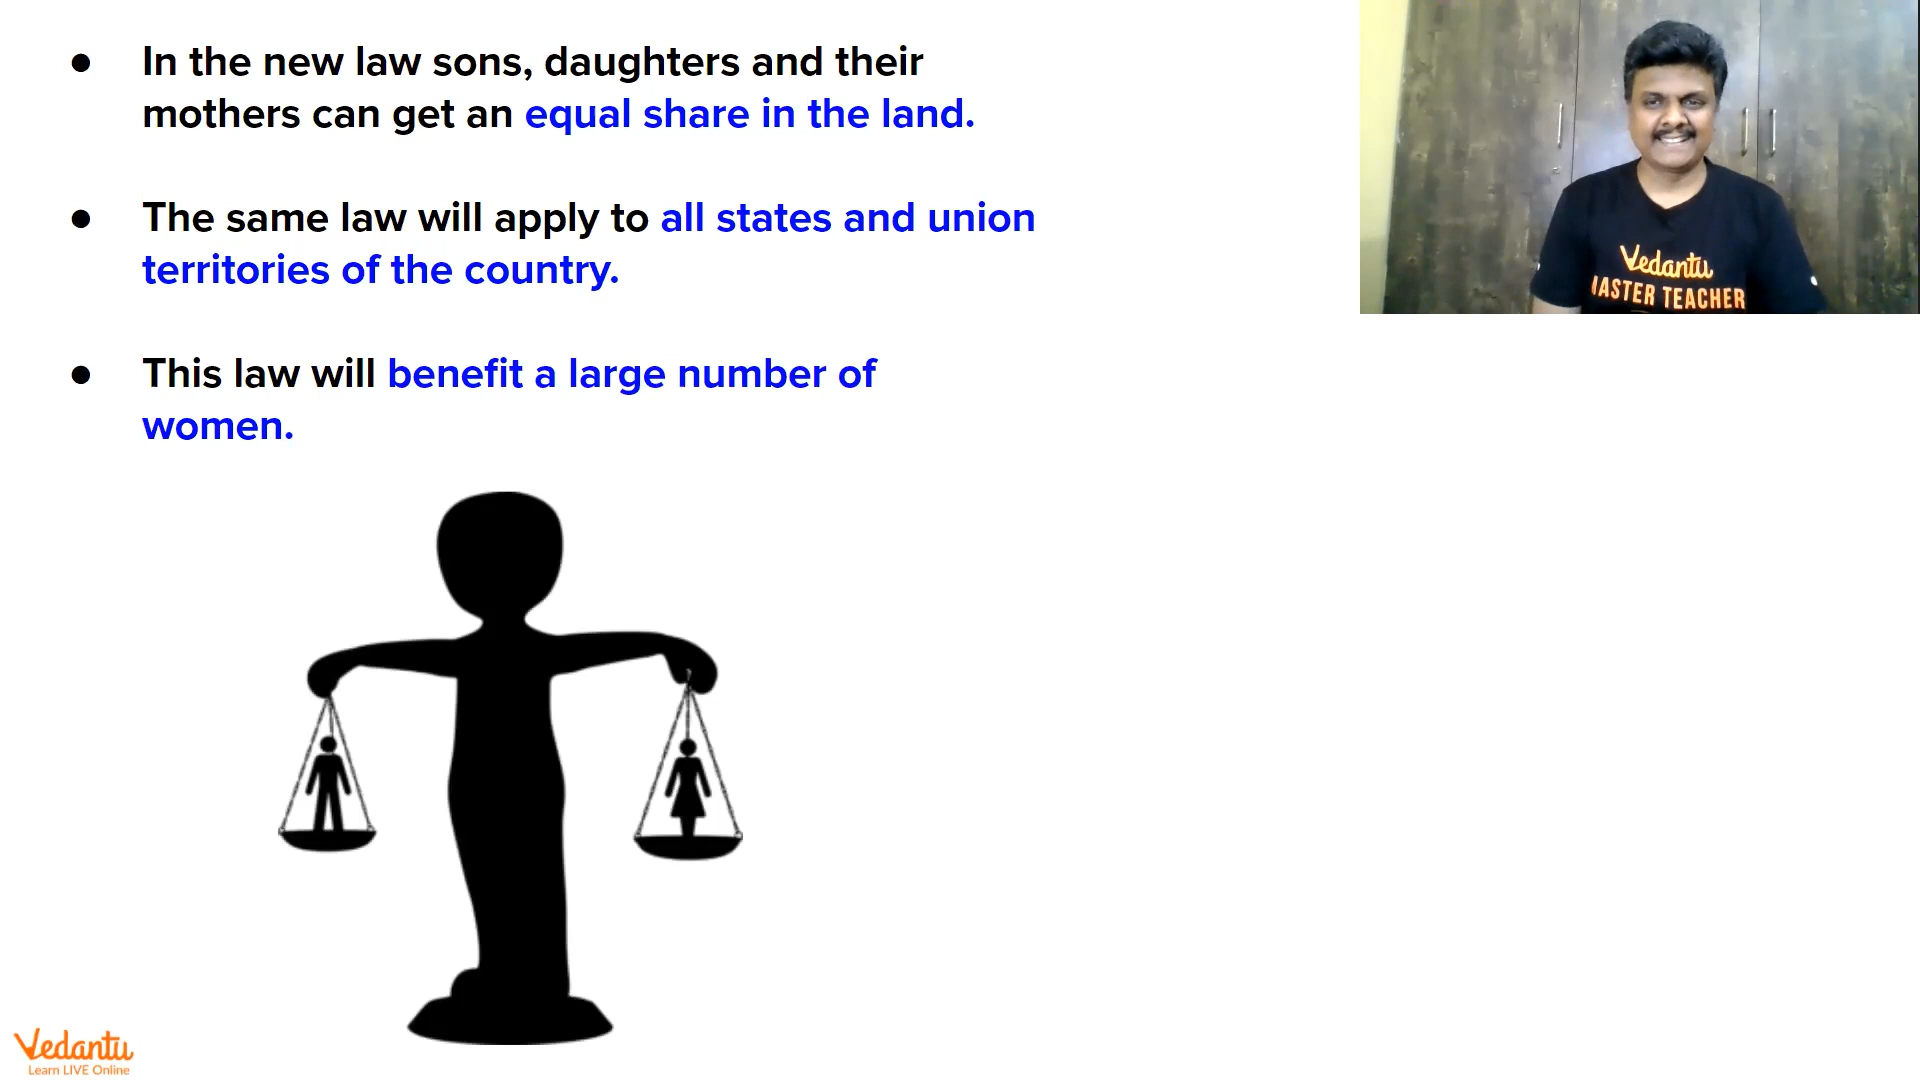 ● In the new law sons, daughters and their
mothers can get an equal share in the land.
● The same law will apply to all states and union
territories of the country.
● This law will benefit a large number of
women.
Vedantu
MASTER TEACHER
Vedantu
Learn LIVE Online